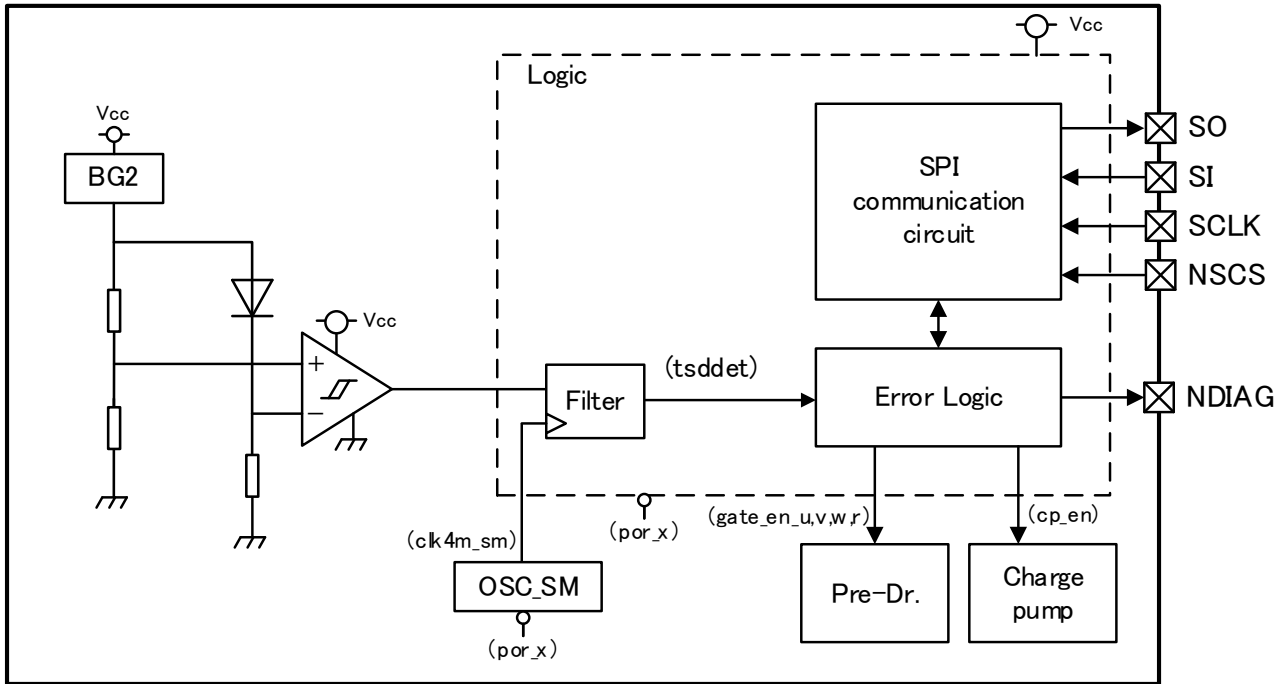 Vcc
Logic
Vcc
BG2
SPI
communication
circuit
SO
SI
SCLK
NSCS
Vcc
+
−
Filter
(tsddet)
Error Logic
NDIAG
(clk4m_sm)
(por_x)
(gate_en_u,v,w,r)
(cp_en)
OSC_SM
(por_x)
Pre-Dr.
Charge
pump